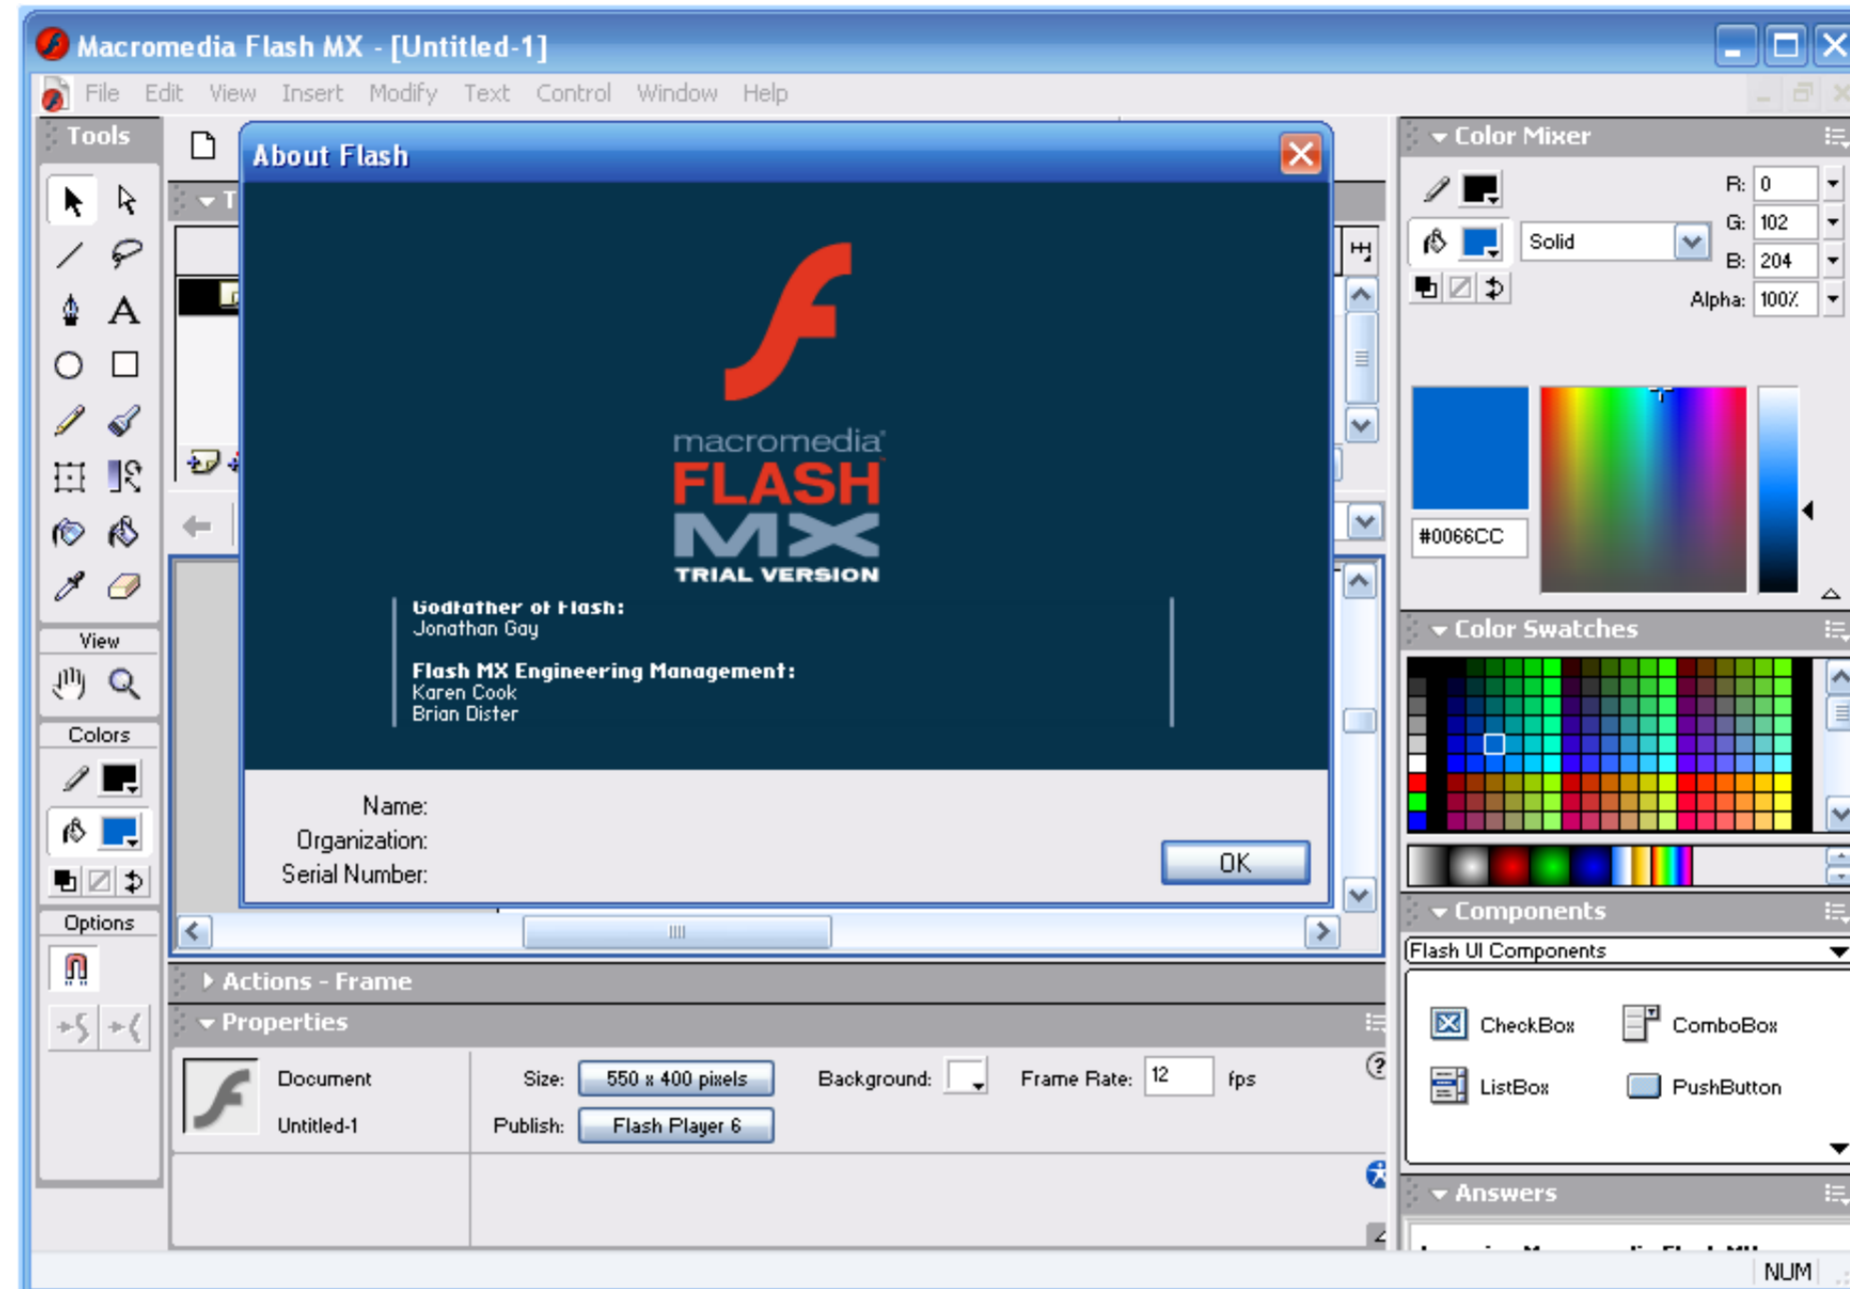 Macromedia Flash MX - [Untitled-1]
File Edit View Insert Modify Text Control Window Help
Tools
View
Colors
Options
About Flash
macromedia
FLASH
MX
TRIAL VERSION
Godfather of Flash:
Jonathan Gay
Flash MX Engineering Management:
Karen Cook
Brian Dister
Name:
Organization:
Serial Number:
OK
Actions - Frame
Properties
Document
Untitled-1
Size: 550 x 400 pixels
Publish: Flash Player 6
Background:
Frame Rate: 12 fps
Color Mixer
R: 0
G: 102
B: 204
Alpha: 100%
Solid
#0066CC
Color Swatches
Components
Flash UI Components
CheckBox
ComboBox
ListBox
PushButton
Answers
NUM